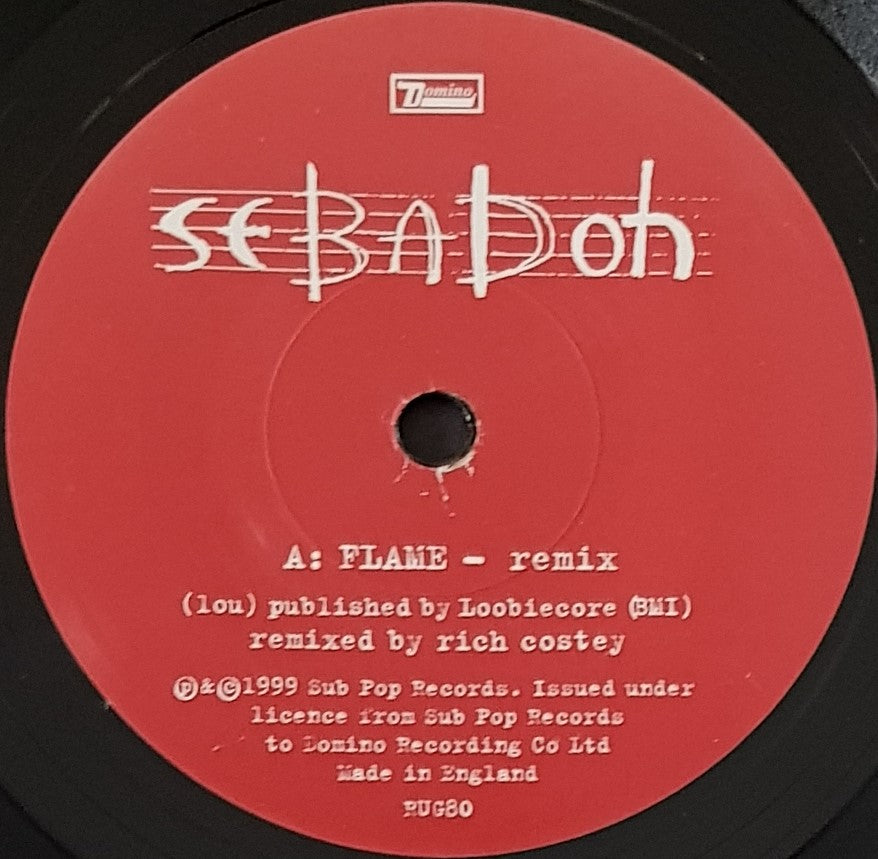 Domino
SEBADOH
A: FLAME - remix
(lou) published by Loobiecore (BMI)
remixed by rich costey
Ⓟ&©1999 Sub Pop Records. Issued under
licence from Sub Pop Records
to Domino Recording Co Ltd
Made in England
RUG80